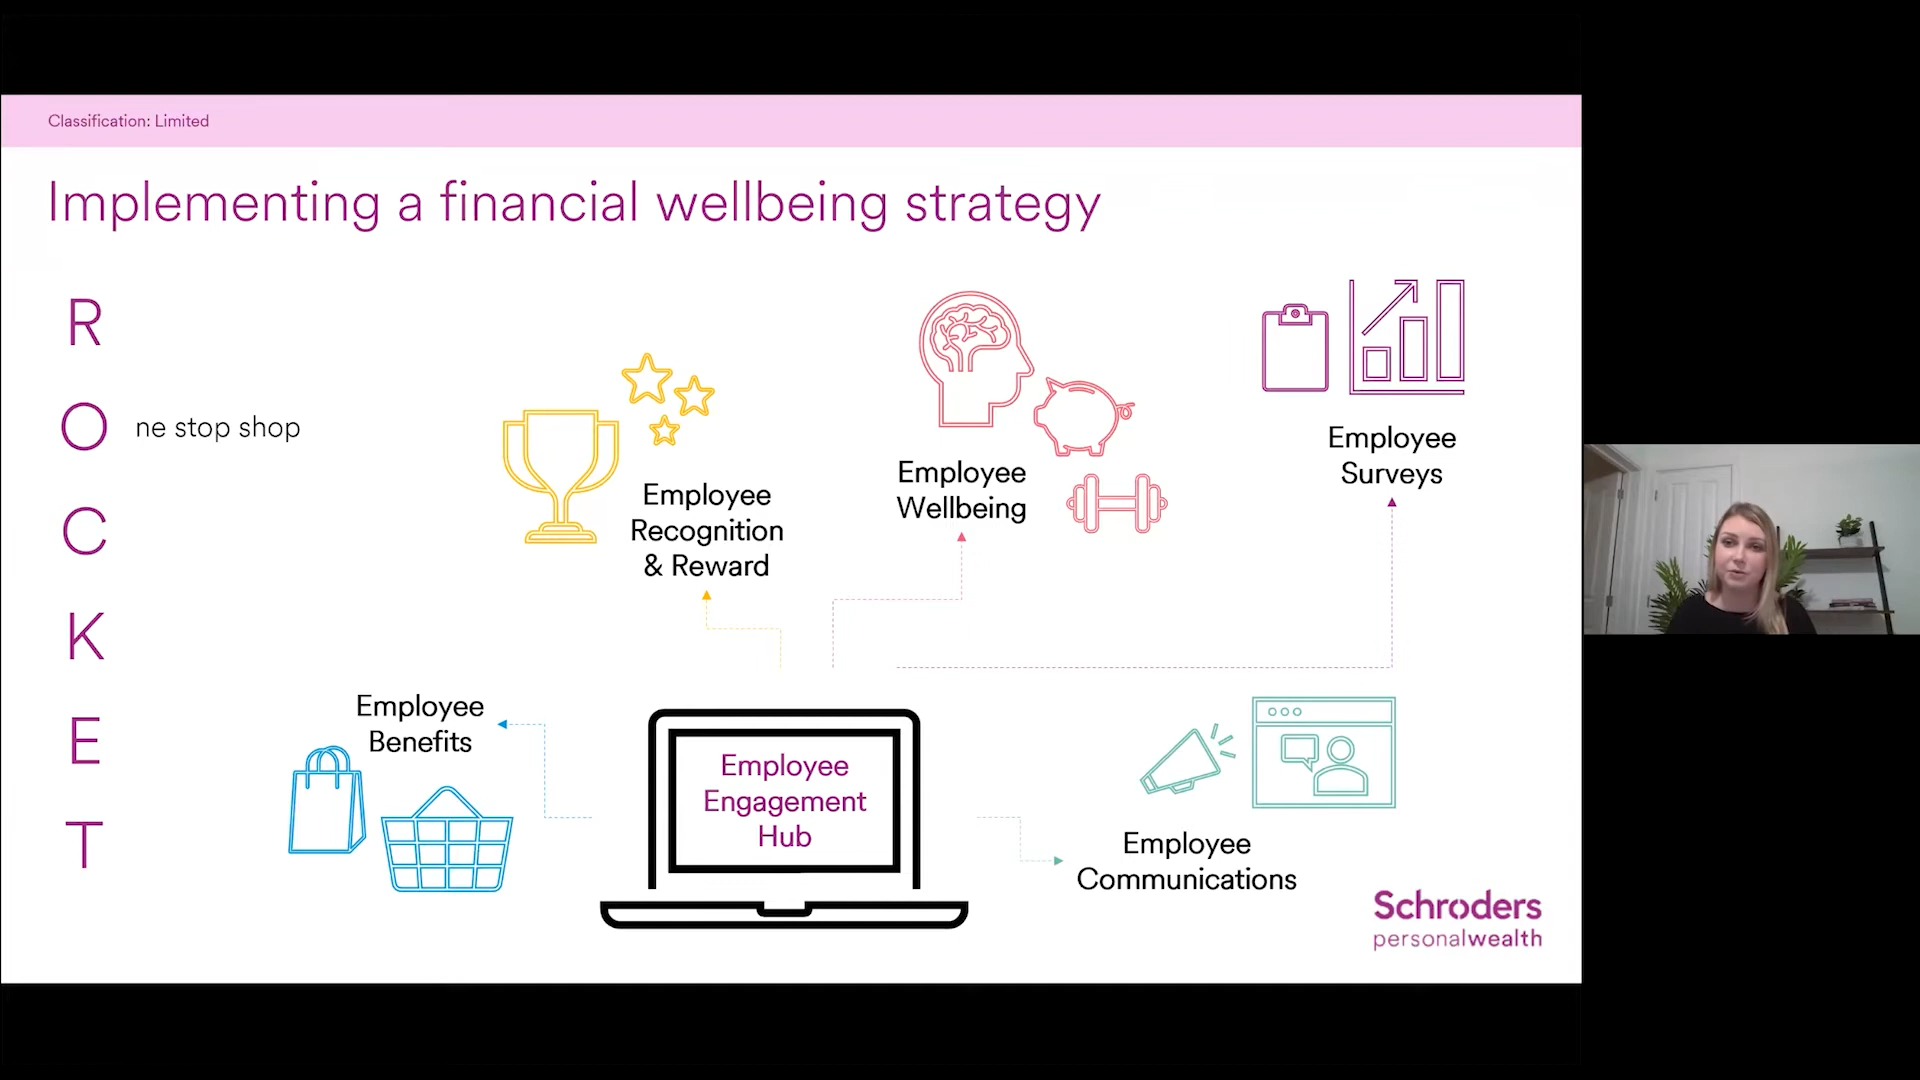 Classification: Limited
Implementing a financial wellbeing strategy
R
O ne stop shop
C
K
E
T
Employee
Recognition
& Reward
Employee
Wellbeing
Employee
Surveys
Employee
Benefits
Employee
Engagement
Hub
Employee
Communications
Schroders
personalwealth